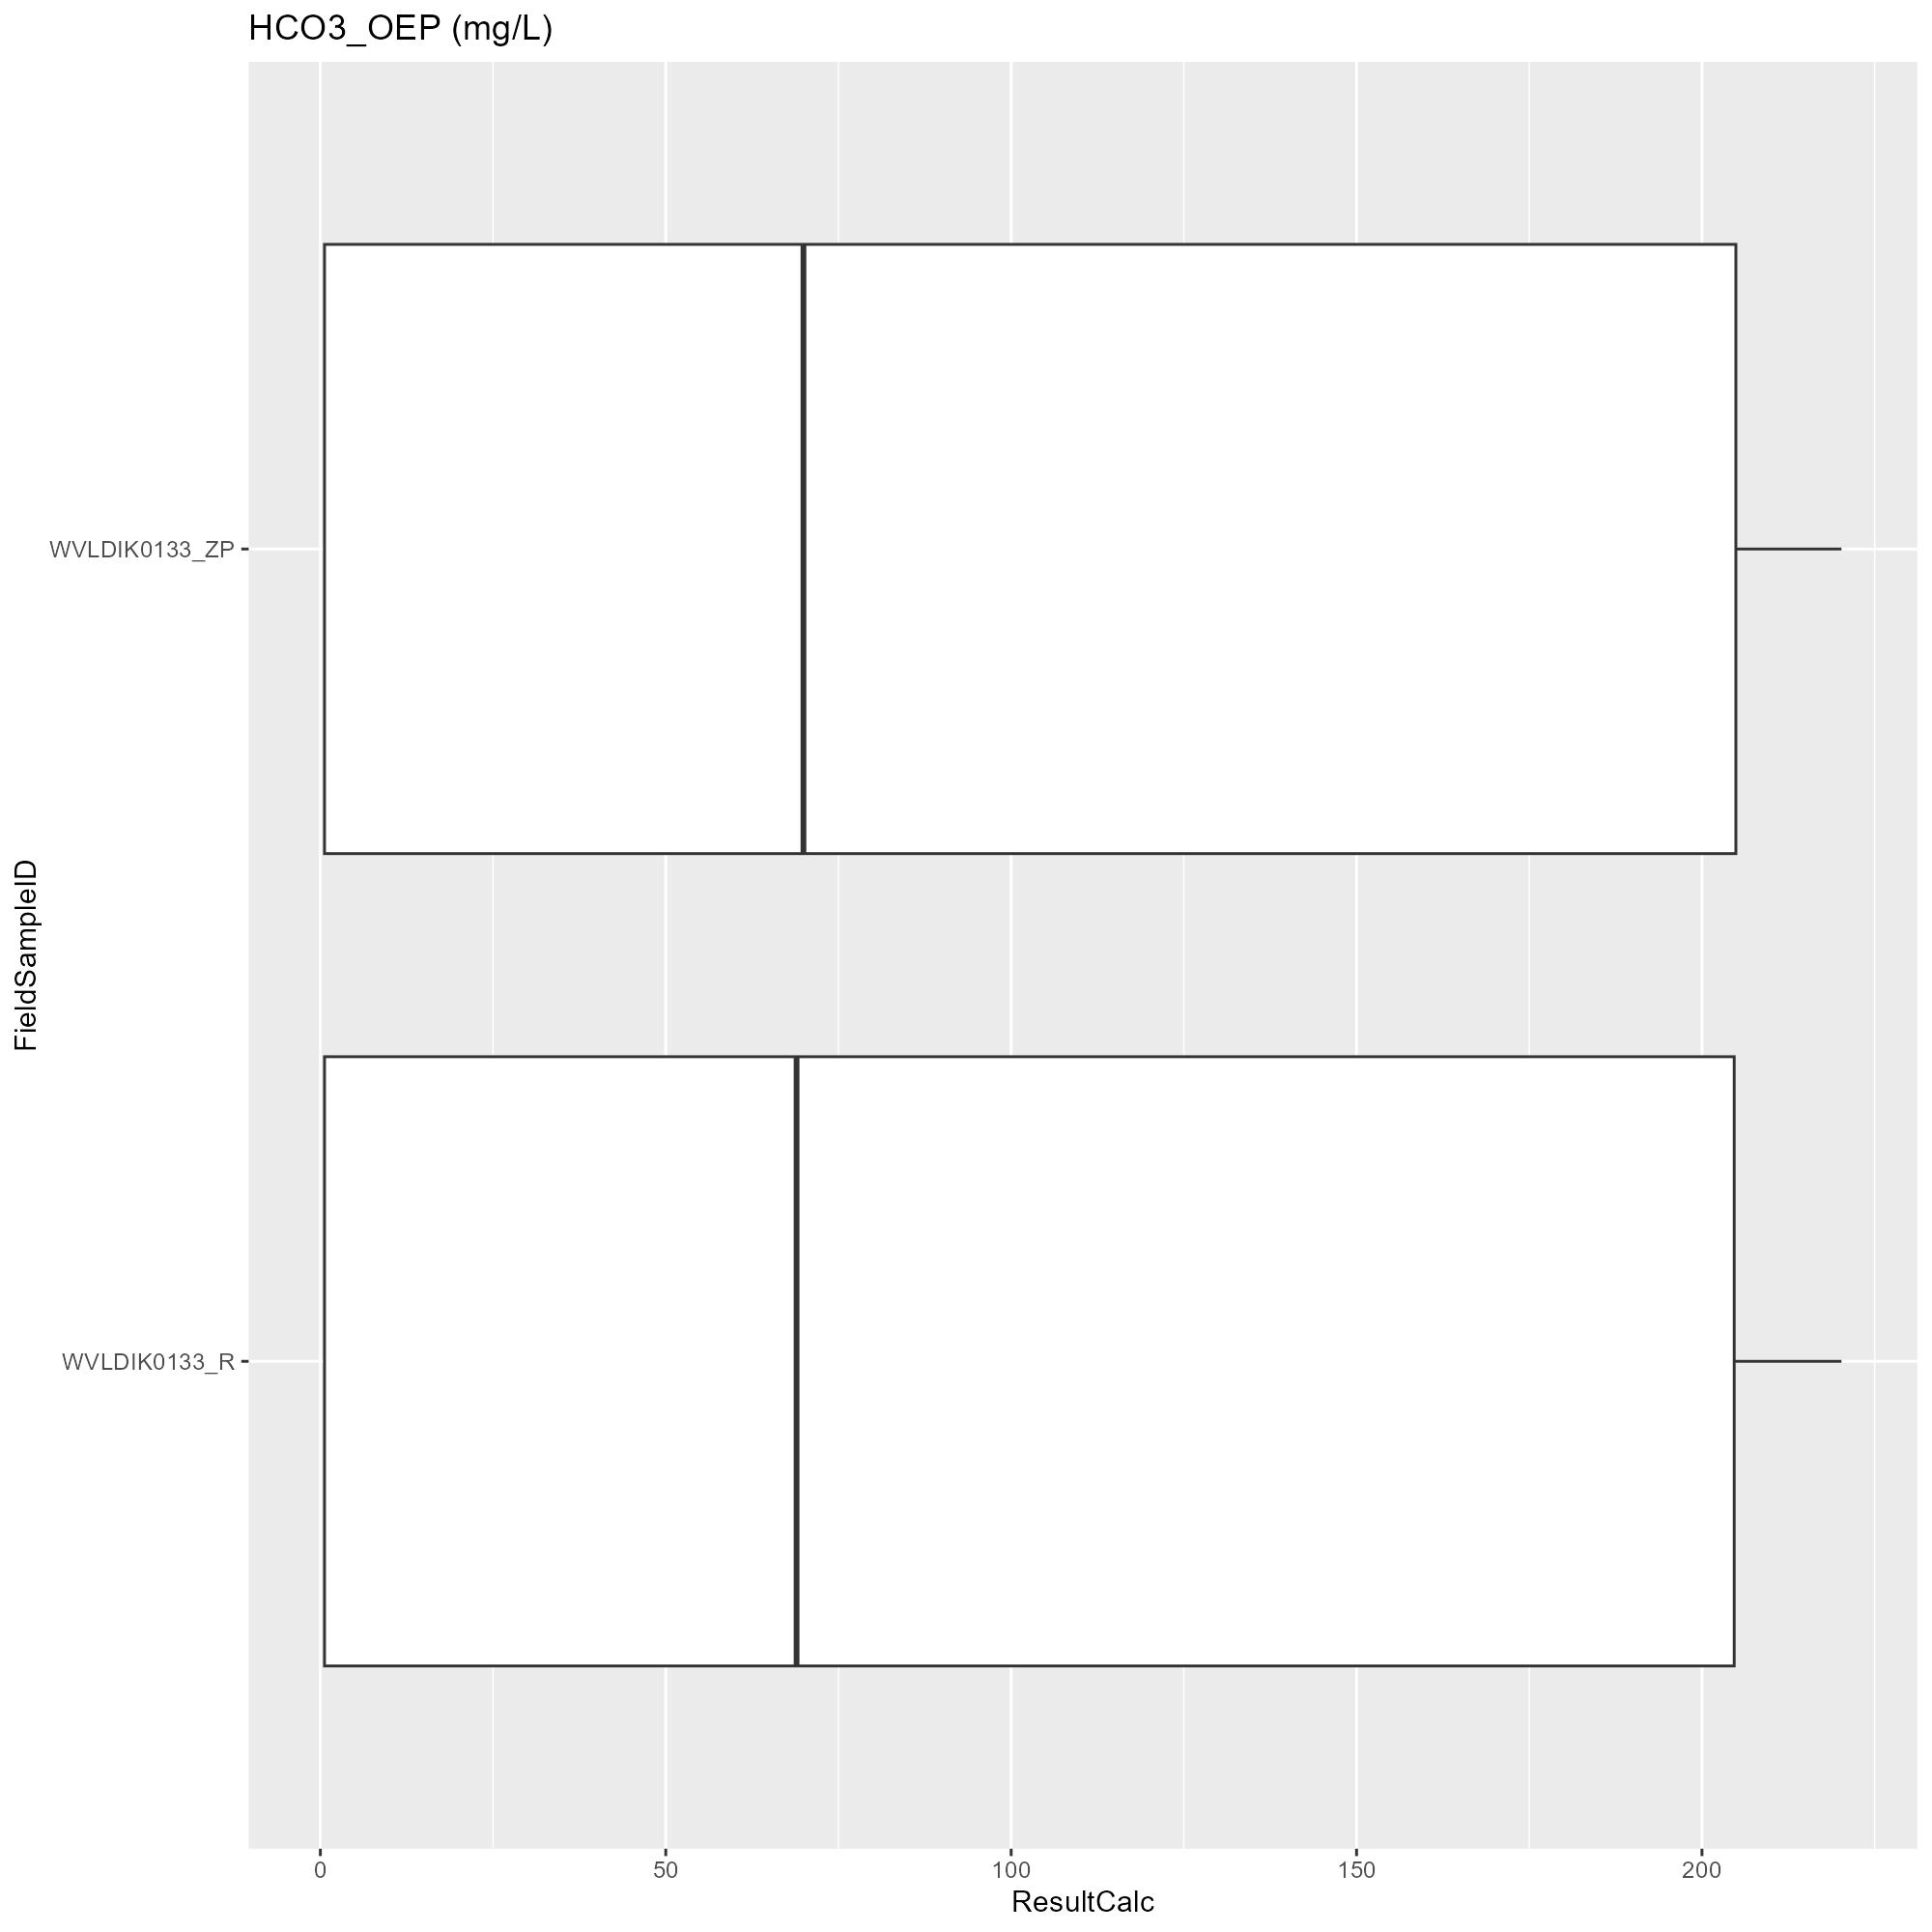 HCO3_OEP (mg/L)
FieldSampleID
WVLDIK0133_ZP
WVLDIK0133_R
0 50 100 150 200
ResultCalc